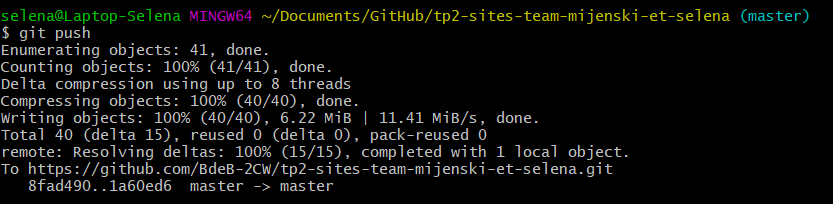 selena@Laptop-Selena MINGW64 ~/Documents/GitHub/tp2-sites-team-mijenski-et-selena (master)
$ git push
Enumerating objects: 41, done.
Counting objects: 100% (41/41), done.
Delta compression using up to 8 threads
Compressing objects: 100% (40/40), done.
Writing objects: 100% (40/40), 6.22 MiB | 11.41 MiB/s, done.
Total 40 (delta 15), reused 0 (delta 0), pack-reused 0
remote: Resolving deltas: 100% (15/15), completed with 1 local object.
To https://github.com/BdeB-2CW/tp2-sites-team-mijenski-et-selena.git
   8fad490..1a60ed6  master -> master